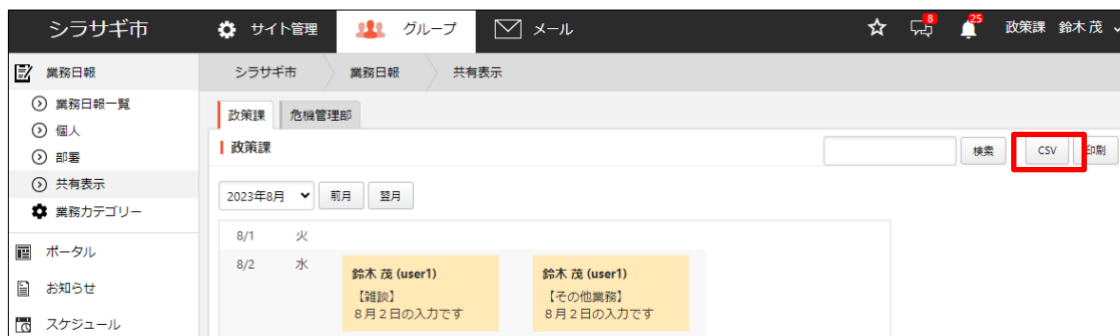 シラサギ市 サイト管理 グループ メール 8 25 政策課 鈴木 茂
業務日報 シラサギ市 業務日報 共有表示
業務日報一覧
個人
部署
共有表示
業務カテゴリー
ポータル
お知らせ
スケジュール
政策課 危機管理部
政策課 検索 CSV 印刷
2023年8月 前月 翌月
8/1 火
8/2 水
鈴木 茂 (user1) 鈴木 茂 (user1)
【雑談】 【その他業務】
8月2日の入力です 8月2日の入力です